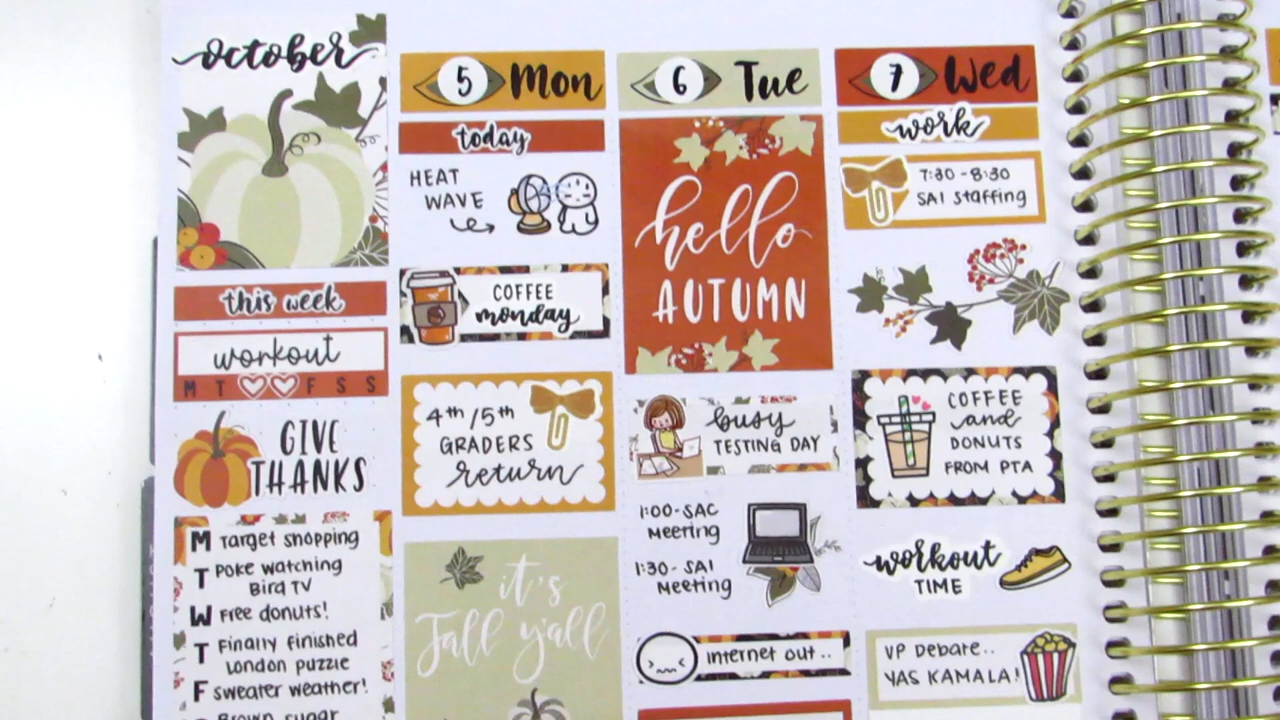 october
this week
workout
M T F S S
GIVE
THANKS
M Target shopping
T Poke watching
Bird TV
W Free donuts!
T Finally finished
London puzzle
F sweater weather!
Brown sugar
5 Mon
today
HEAT
WAVE
COFFEE
monday
4th/5th
GRADERS
return
it's
Fall y'all
6 Tue
hello
AUTUMN
busy
TESTING DAY
1:00-SAC
Meeting
1:30-SAI
Meeting
internet out..
7 Wed
work
7:30-8:30
SAI staffing
COFFEE
and
DONUTS
FROM PTA
workout
TIME
VP Debate..
YAS KAMALA!